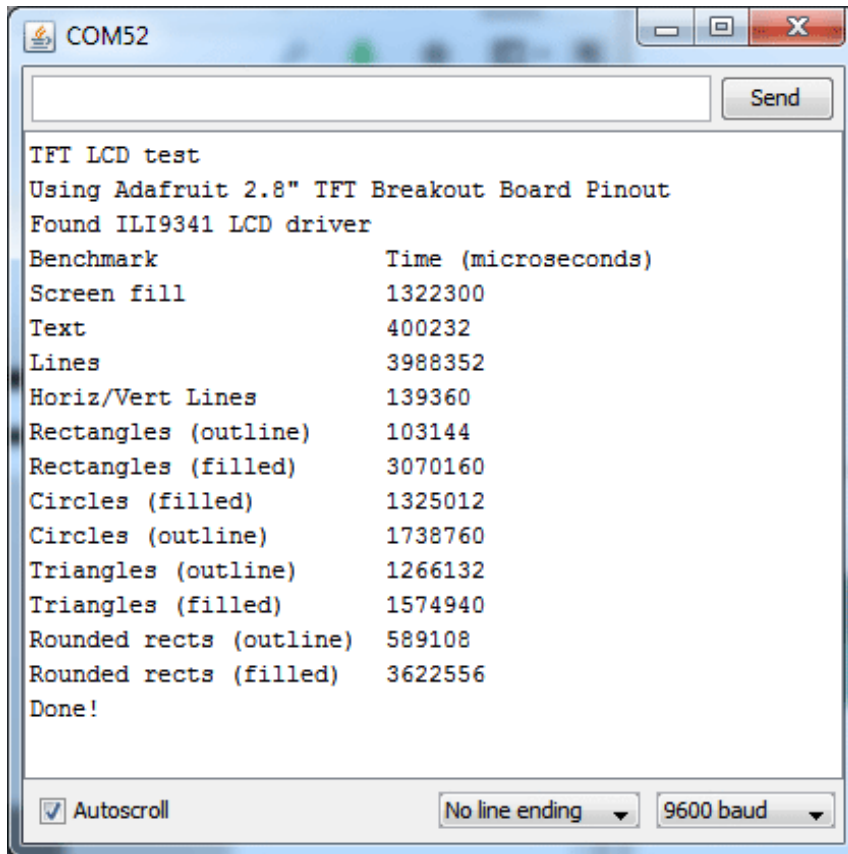 COM52
Send
TFT LCD test
Using Adafruit 2.8" TFT Breakout Board Pinout
Found ILI9341 LCD driver
Benchmark                Time (microseconds)
Screen fill              1322300
Text                     400232
Lines                    3988352
Horiz/Vert Lines         139360
Rectangles (outline)     103144
Rectangles (filled)      3070160
Circles (filled)         1325012
Circles (outline)        1738760
Triangles (outline)      1266132
Triangles (filled)       1574940
Rounded rects (outline)  589108
Rounded rects (filled)   3622556
Done!
Autoscroll No line ending 9600 baud